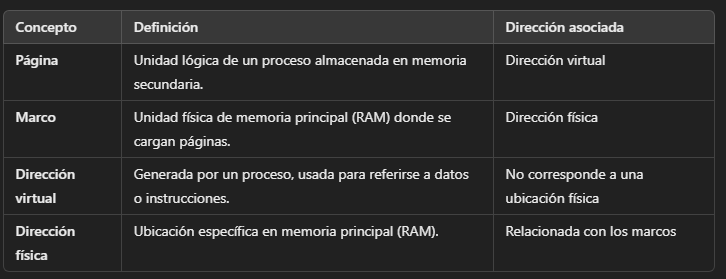 Concepto Definición Dirección asociada
Página Unidad lógica de un proceso almacenada en memoria Dirección virtual
secundaria.
Marco Unidad física de memoria principal (RAM) donde se Dirección física
cargan páginas.
Dirección Generada por un proceso, usada para referirse a datos No corresponde a una
virtual o instrucciones. ubicación física
Dirección Ubicación específica en memoria principal (RAM). Relacionada con los marcos
física